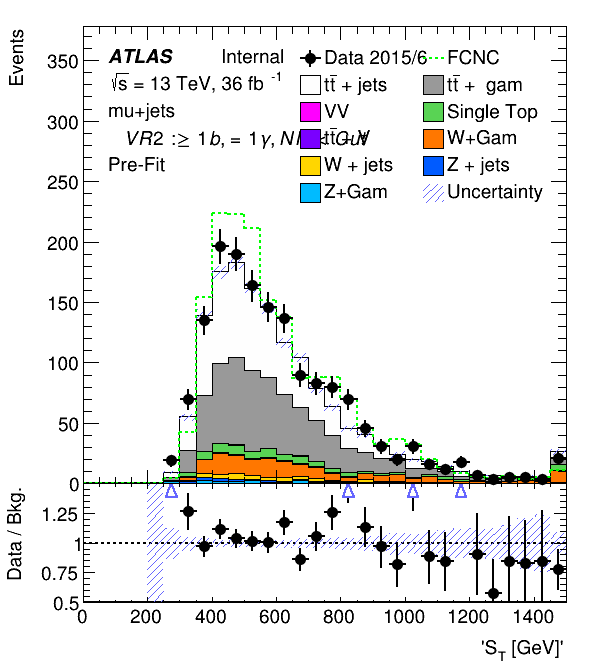 Events
350
300
250
200
150
100
50
0
ATLAS Internal
√s = 13 TeV, 36 fb -1
mu+jets
VR2 :≥ 1b, = 1γ,
Pre-Fit
Data 2015/6
FCNC
tt̄ + jets
tt̄ + gam
VV
Single Top
W+Gam
W + jets
Z + jets
Z+Gam
Uncertainty
Data / Bkg.
1.25
1
0.75
0.5
0 200 400 600 800 1000 1200 1400
'S_T [GeV]'